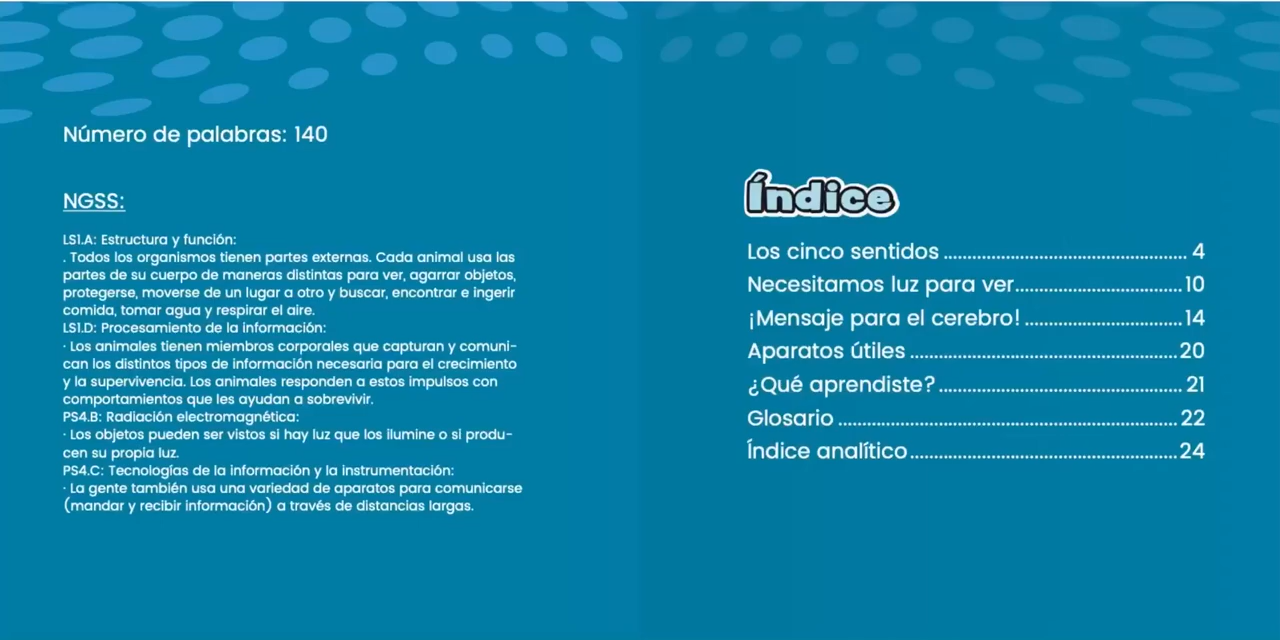 Número de palabras: 140
NGSS:
LS1.A: Estructura y función:
. Todos los organismos tienen partes externas. Cada animal usa las
partes de su cuerpo de maneras distintas para ver, agarrar objetos,
protegerse, moverse de un lugar a otro y buscar, encontrar e ingerir
comida, tomar agua y respirar el aire.
LS1.D: Procesamiento de la información:
· Los animales tienen miembros corporales que capturan y comuni-
can los distintos tipos de información necesaria para el crecimiento
y la supervivencia. Los animales responden a estos impulsos con
comportamientos que les ayudan a sobrevivir.
PS4.B: Radiación electromagnética:
· Los objetos pueden ser vistos si hay luz que los ilumine o si produ-
cen su propia luz.
PS4.C: Tecnologías de la información y la instrumentación:
· La gente también usa una variedad de aparatos para comunicarse
(mandar y recibir información) a través de distancias largas.
Índice
Los cinco sentidos ........................................... 4
Necesitamos luz para ver.............................. 10
¡Mensaje para el cerebro! ............................ 14
Aparatos útiles ................................................ 20
¿Qué aprendiste? ........................................... 21
Glosario ............................................................ 22
Índice analítico ............................................... 24